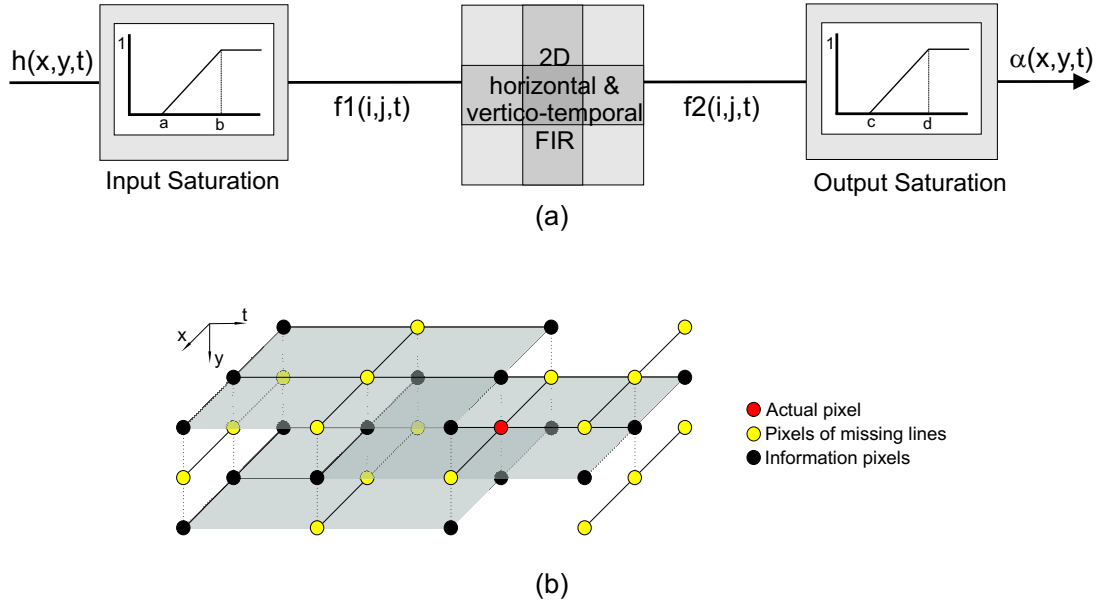 h(x,y,t)
1
a
b
Input Saturation
f1(i,j,t)
2D
horizontal &
vertico-temporal
FIR
f2(i,j,t)
1
c
d
Output Saturation
α(x,y,t)
(a)
t
x
y
Actual pixel
Pixels of missing lines
Information pixels
(b)